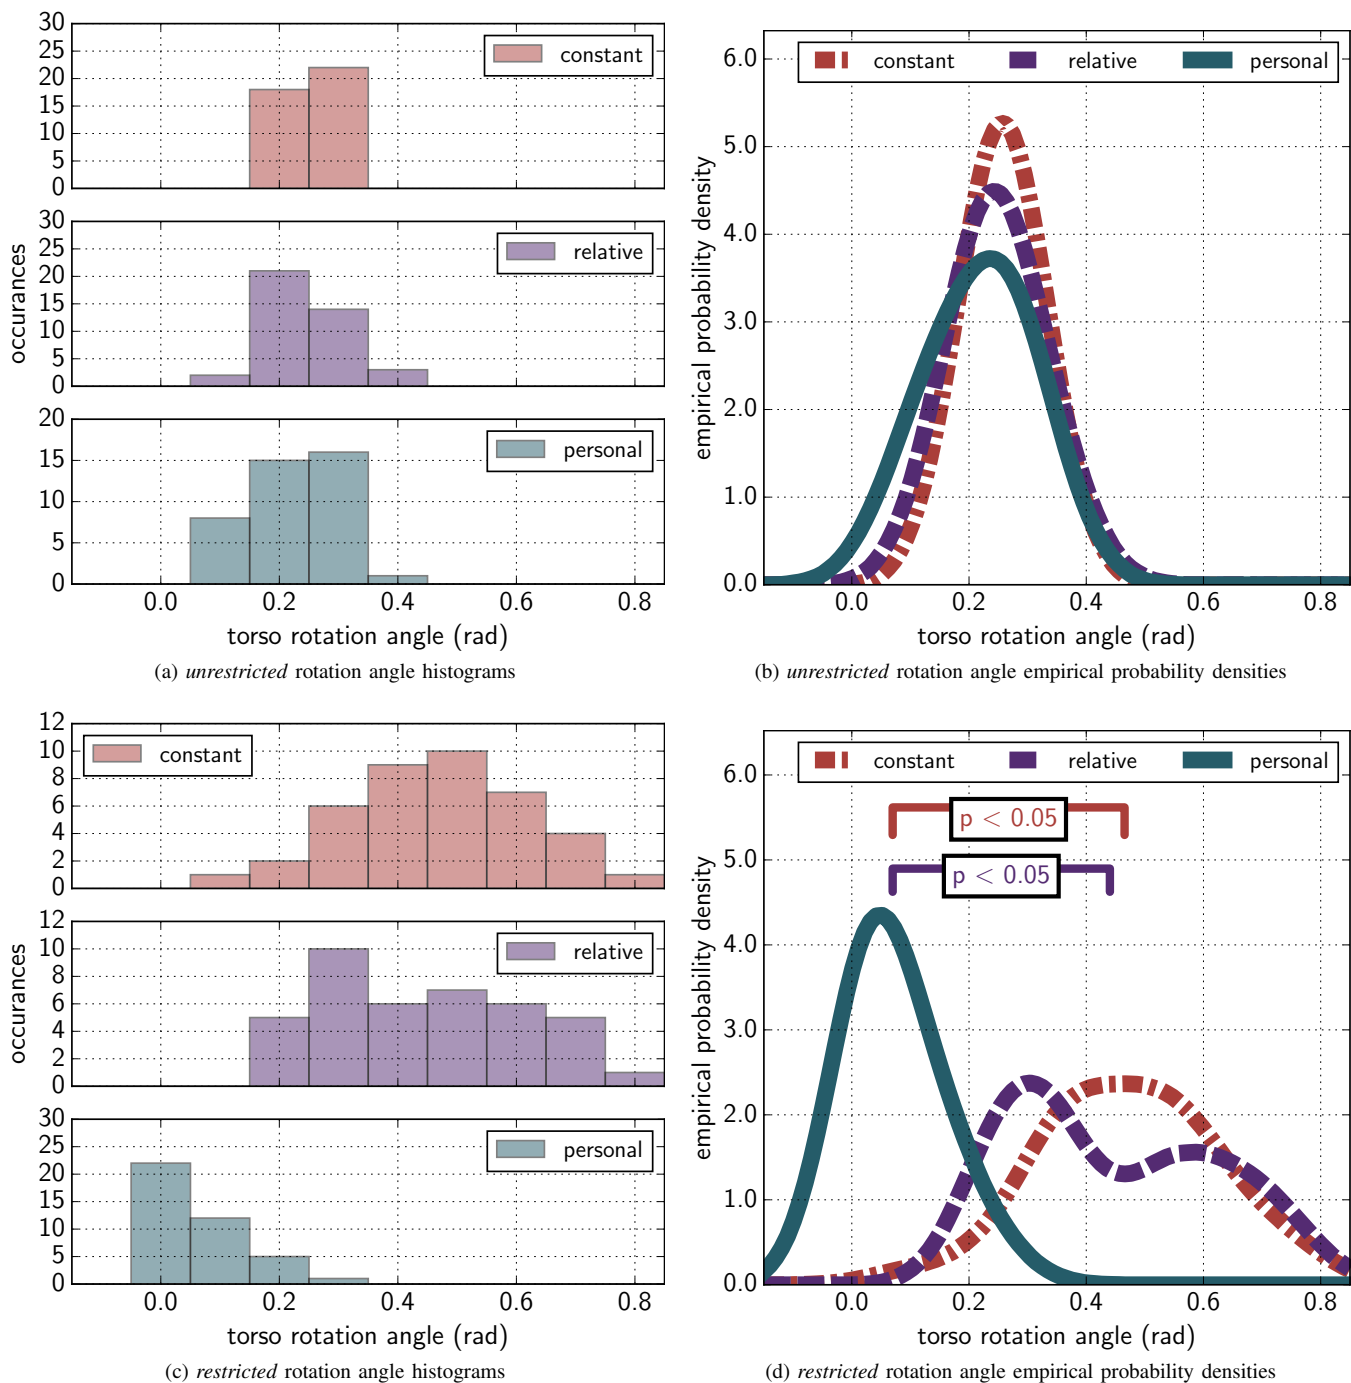 30
25
20
15
10
5
0
constant
30
25
20
15
10
5
0
relative
occurances
20
15
10
5
0
personal
0.0 0.2 0.4 0.6 0.8
torso rotation angle (rad)
(a) unrestricted rotation angle histograms
constant relative personal
6.0
5.0
4.0
3.0
2.0
1.0
0.0
empirical probability density
0.0 0.2 0.4 0.6 0.8
torso rotation angle (rad)
(b) unrestricted rotation angle empirical probability densities
12
10
8
6
4
2
0
constant
12
10
8
6
4
2
0
relative
occurances
30
25
20
15
10
5
0
personal
0.0 0.2 0.4 0.6 0.8
torso rotation angle (rad)
(c) restricted rotation angle histograms
constant relative personal
p < 0.05
p < 0.05
6.0
5.0
4.0
3.0
2.0
1.0
0.0
empirical probability density
0.0 0.2 0.4 0.6 0.8
torso rotation angle (rad)
(d) restricted rotation angle empirical probability densities